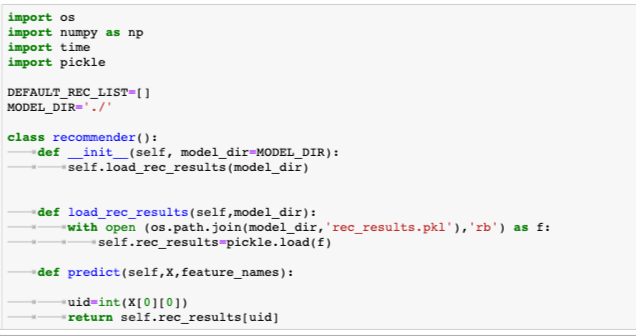 import os
import numpy as np
import time
import pickle
DEFAULT_REC_LIST=[]
MODEL_DIR='./'
class recommender():
def __init__(self, model_dir=MODEL_DIR):
self.load_rec_results(model_dir)
def load_rec_results(self,model_dir):
with open (os.path.join(model_dir,'rec_results.pkl'),'rb') as f:
self.rec_results=pickle.load(f)
def predict(self,X,feature_names):
uid=int(X[0][0])
return self.rec_results[uid]